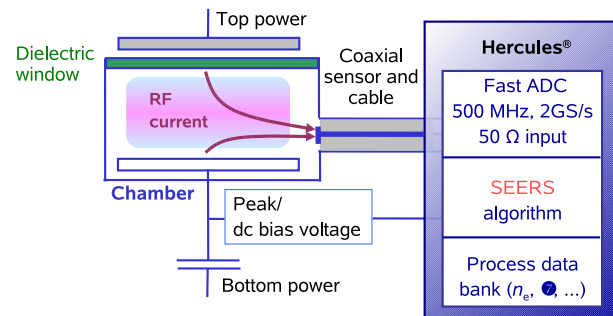 Top power
Dielectric
window
RF
current
Coaxial
sensor and
cable
Chamber
Peak/
dc bias voltage
Bottom power
Hercules®
Fast ADC
500 MHz, 2GS/s
50 Ω input
SEERS
algorithm
Process data
bank (nₑ, ❼, ...)